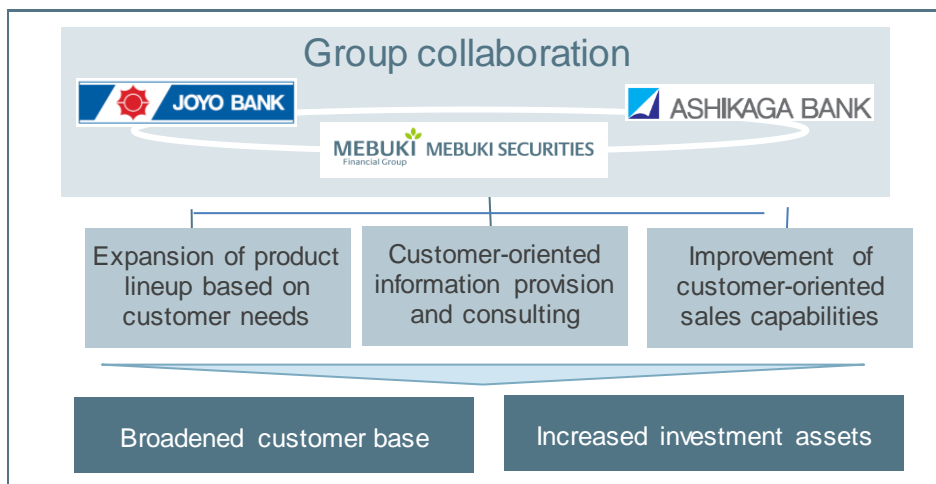 Group collaboration
JOYO BANK
ASHIKAGA BANK
MEBUKI
Financial Group
MEBUKI SECURITIES
Expansion of product
lineup based on
customer needs
Customer-oriented
information provision
and consulting
Improvement of
customer-oriented
sales capabilities
Broadened customer base
Increased investment assets